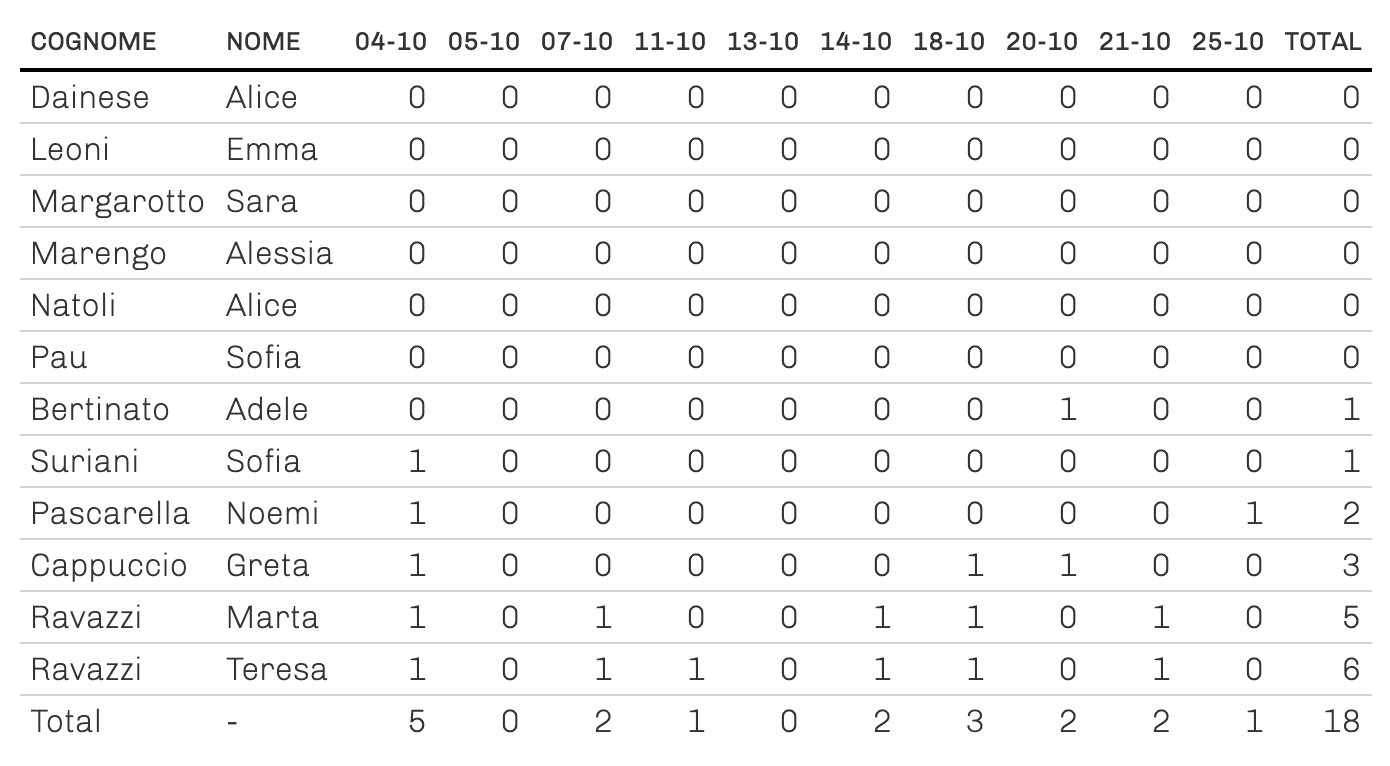 COGNOME NOME 04-10 05-10 07-10 11-10 13-10 14-10 18-10 20-10 21-10 25-10 TOTAL
Dainese Alice 0 0 0 0 0 0 0 0 0 0 0
Leoni Emma 0 0 0 0 0 0 0 0 0 0 0
Margarotto Sara 0 0 0 0 0 0 0 0 0 0 0
Marengo Alessia 0 0 0 0 0 0 0 0 0 0 0
Natoli Alice 0 0 0 0 0 0 0 0 0 0 0
Pau Sofia 0 0 0 0 0 0 0 0 0 0 0
Bertinato Adele 0 0 0 0 0 0 0 1 0 0 1
Suriani Sofia 1 0 0 0 0 0 0 0 0 0 1
Pascarella Noemi 1 0 0 0 0 0 0 0 0 1 2
Cappuccio Greta 1 0 0 0 0 0 1 1 0 0 3
Ravazzi Marta 1 0 1 0 0 1 1 0 1 0 5
Ravazzi Teresa 1 0 1 1 0 1 1 0 1 0 6
Total - 5 0 2 1 0 2 3 2 2 1 18